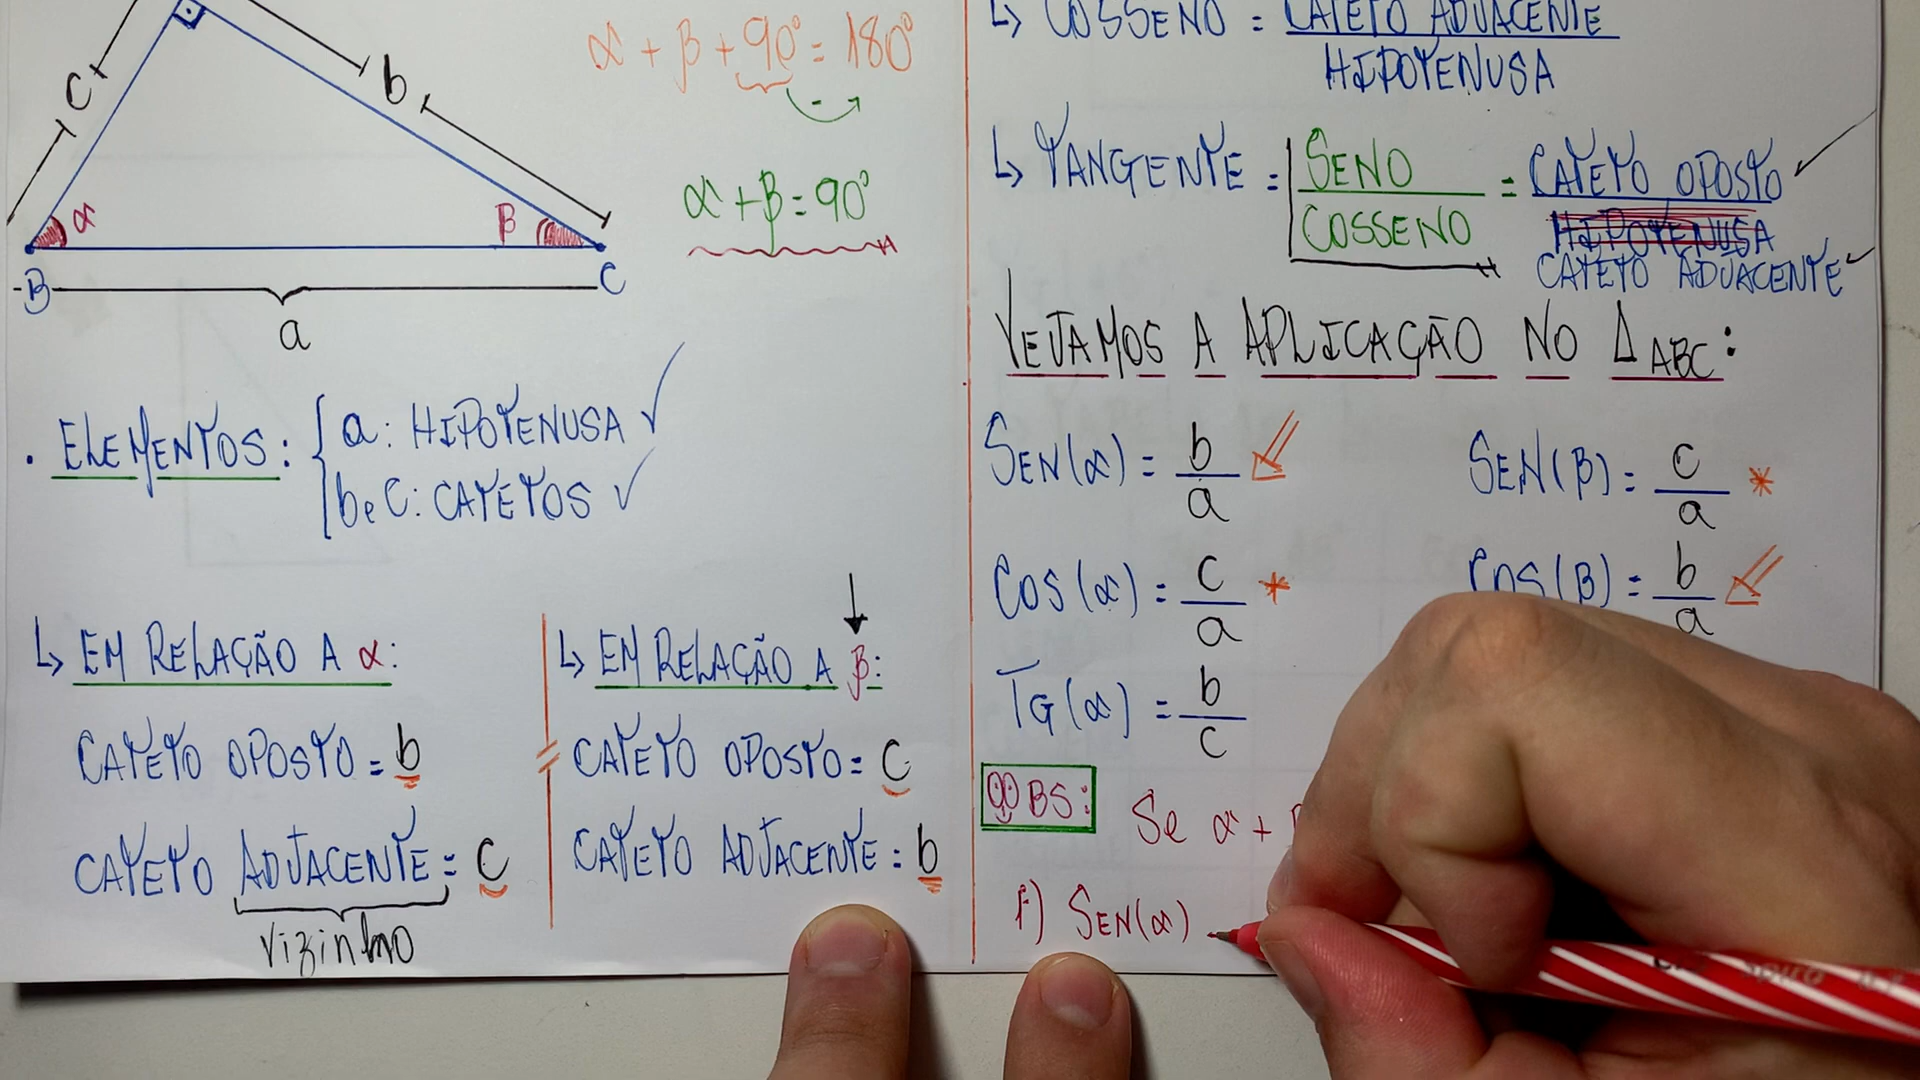 c
b
α
β
B
C
a
α + β + 90° = 180°
-
α + β = 90°
. ELEMENTOS: { a: HIPOTENUSA ✓
b e C: CATETOS ✓
↳ EM RELAÇÃO A α:
CATETO OPOSTO = b
CATETO ADJACENTE = C
Vizinho
↳ EM RELAÇÃO A β:
CATETO OPOSTO = C
CATETO ADJACENTE = b
↳ COSSENO = CATETO ADJACENTE
HIPOTENUSA
↳ TANGENTE = SENO = CATETO OPOSTO
COSSENO
CATETO ADJACENTE
VEJAMOS A APLICAÇÃO NO Δ ABC:
SEN(α) = b/a
SEN(β) = c/a *
COS(α) = c/a *
COS(β) = b/a
TG(α) = b/c
OBS: Se α +
1) SEN(α)